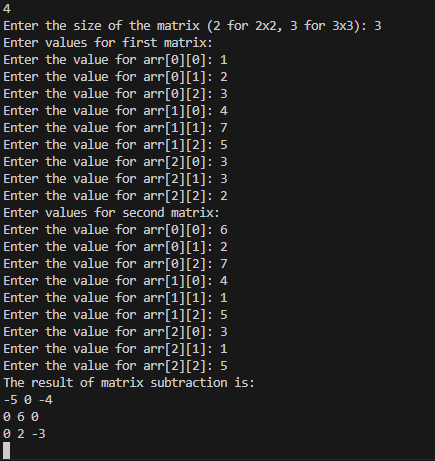 4
Enter the size of the matrix (2 for 2x2, 3 for 3x3): 3
Enter values for first matrix:
Enter the value for arr[0][0]: 1
Enter the value for arr[0][1]: 2
Enter the value for arr[0][2]: 3
Enter the value for arr[1][0]: 4
Enter the value for arr[1][1]: 7
Enter the value for arr[1][2]: 5
Enter the value for arr[2][0]: 3
Enter the value for arr[2][1]: 3
Enter the value for arr[2][2]: 2
Enter values for second matrix:
Enter the value for arr[0][0]: 6
Enter the value for arr[0][1]: 2
Enter the value for arr[0][2]: 7
Enter the value for arr[1][0]: 4
Enter the value for arr[1][1]: 1
Enter the value for arr[1][2]: 5
Enter the value for arr[2][0]: 3
Enter the value for arr[2][1]: 1
Enter the value for arr[2][2]: 5
The result of matrix subtraction is:
-5 0 -4
0 6 0
0 2 -3